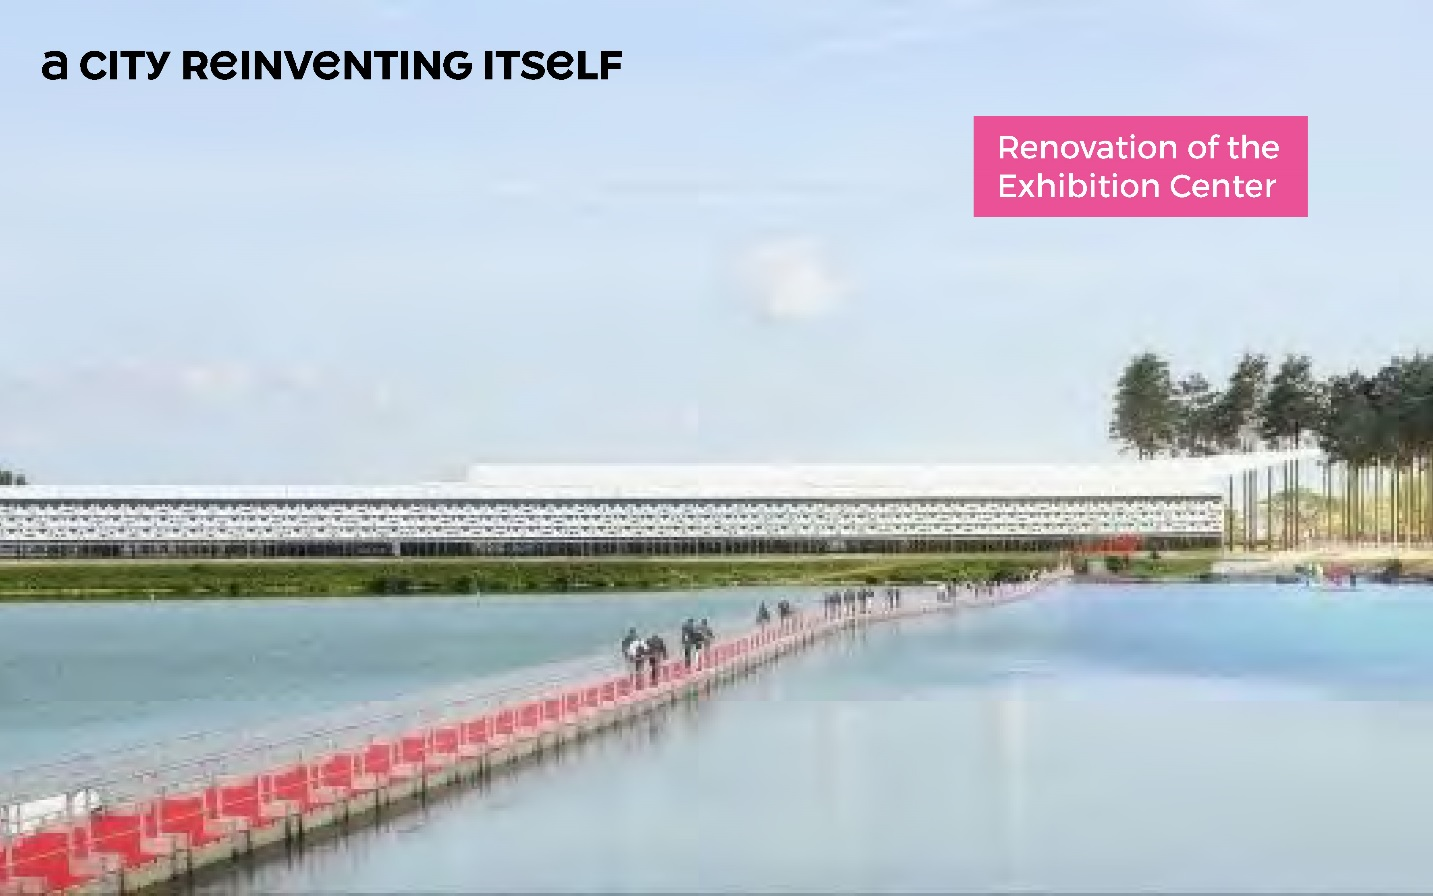 a CITy ReINVeNTING ITSeLF
Renovation of the
Exhibition Center